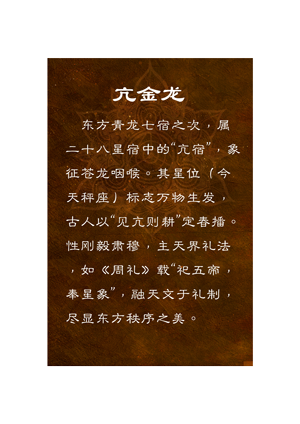 亢金龙
东方青龙七宿之次，属
二十八星宿中的“亢宿”，象
征苍龙咽喉。其星位（今
天秤座）标志万物生发，
古人以“见亢则耕”定春播。
性刚毅肃穆，主天界礼法
，如《周礼》载“祀五帝，
奉星象”，融天文于礼制，
尽显东方秩序之美。